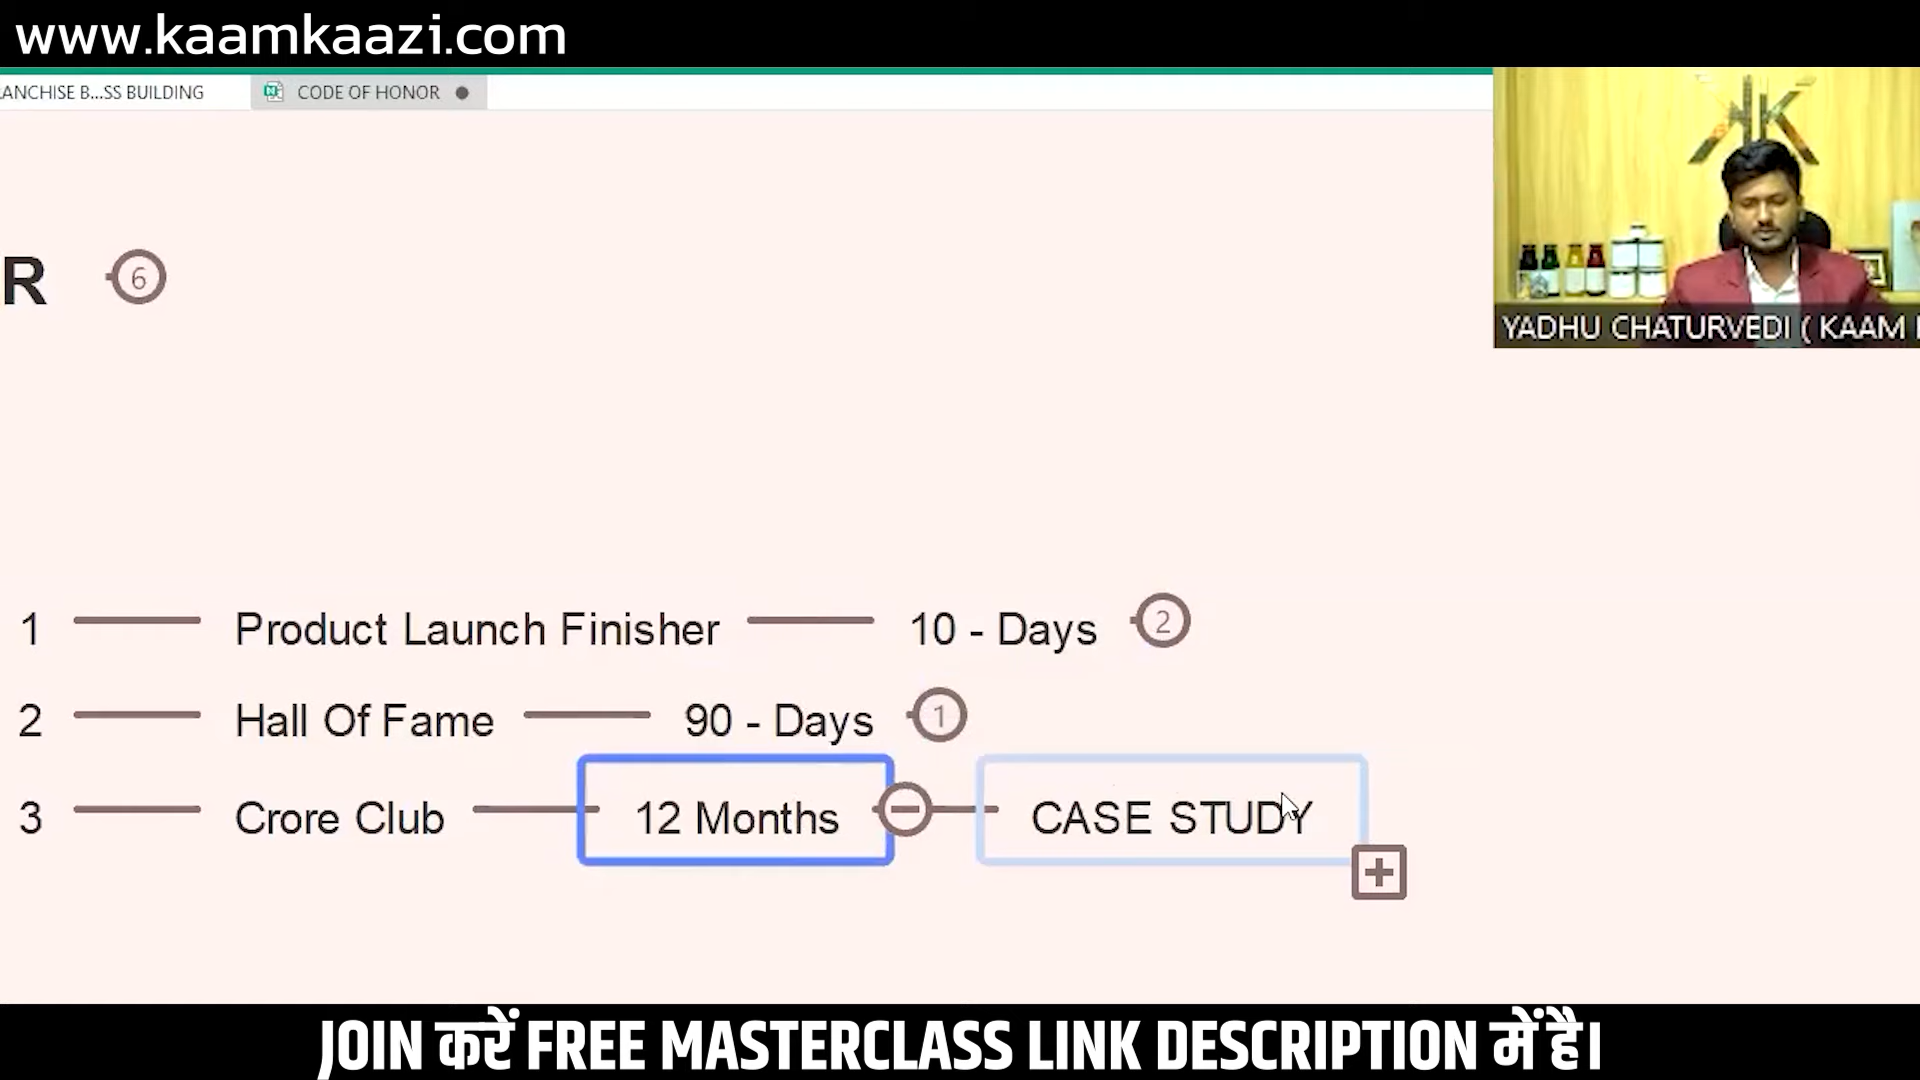 www.kaamkaazi.com
ANCHISE B...SS BUILDING
CODE OF HONOR
R 6
YADHU CHATURVEDI ( KAAM
1 Product Launch Finisher 10 - Days 2
2 Hall Of Fame 90 - Days 1
3 Crore Club 12 Months CASE STUDY
JOIN करें FREE MASTERCLASS LINK DESCRIPTION में है।